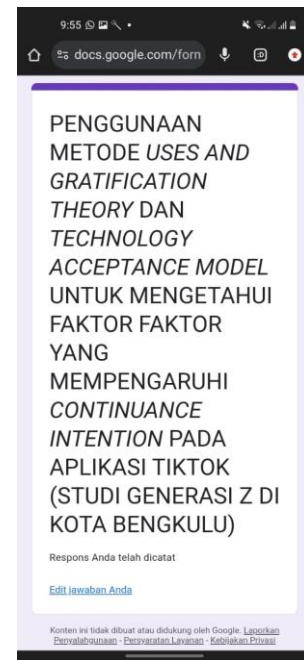 9:55
docs.google.com/forn
PENGGUNAAN
METODE USES AND
GRATIFICATION
THEORY DAN
TECHNOLOGY
ACCEPTANCE MODEL
UNTUK MENGETAHUI
FAKTOR FAKTOR
YANG
MEMPENGARUHI
CONTINUANCE
INTENTION PADA
APLIKASI TIKTOK
(STUDI GENERASI Z DI
KOTA BENGKULU)
Respons Anda telah dicatat
Edit jawaban Anda
Konten ini tidak dibuat atau didukung oleh Google. Laporkan
Penyalahgunaan - Persyaratan Layanan - Kebijakan Privasi